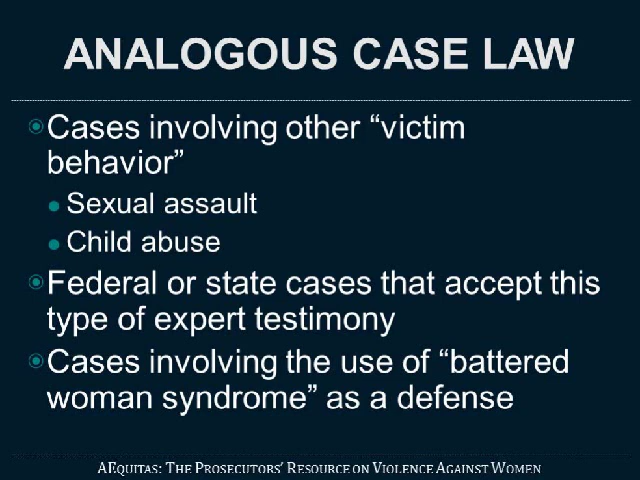 ANALOGOUS CASE LAW
Cases involving other “victim
behavior”
Sexual assault
Child abuse
Federal or state cases that accept this
type of expert testimony
Cases involving the use of “battered
woman syndrome” as a defense
AEQUITAS: THE PROSECUTORS’ RESOURCE ON VIOLENCE AGAINST WOMEN